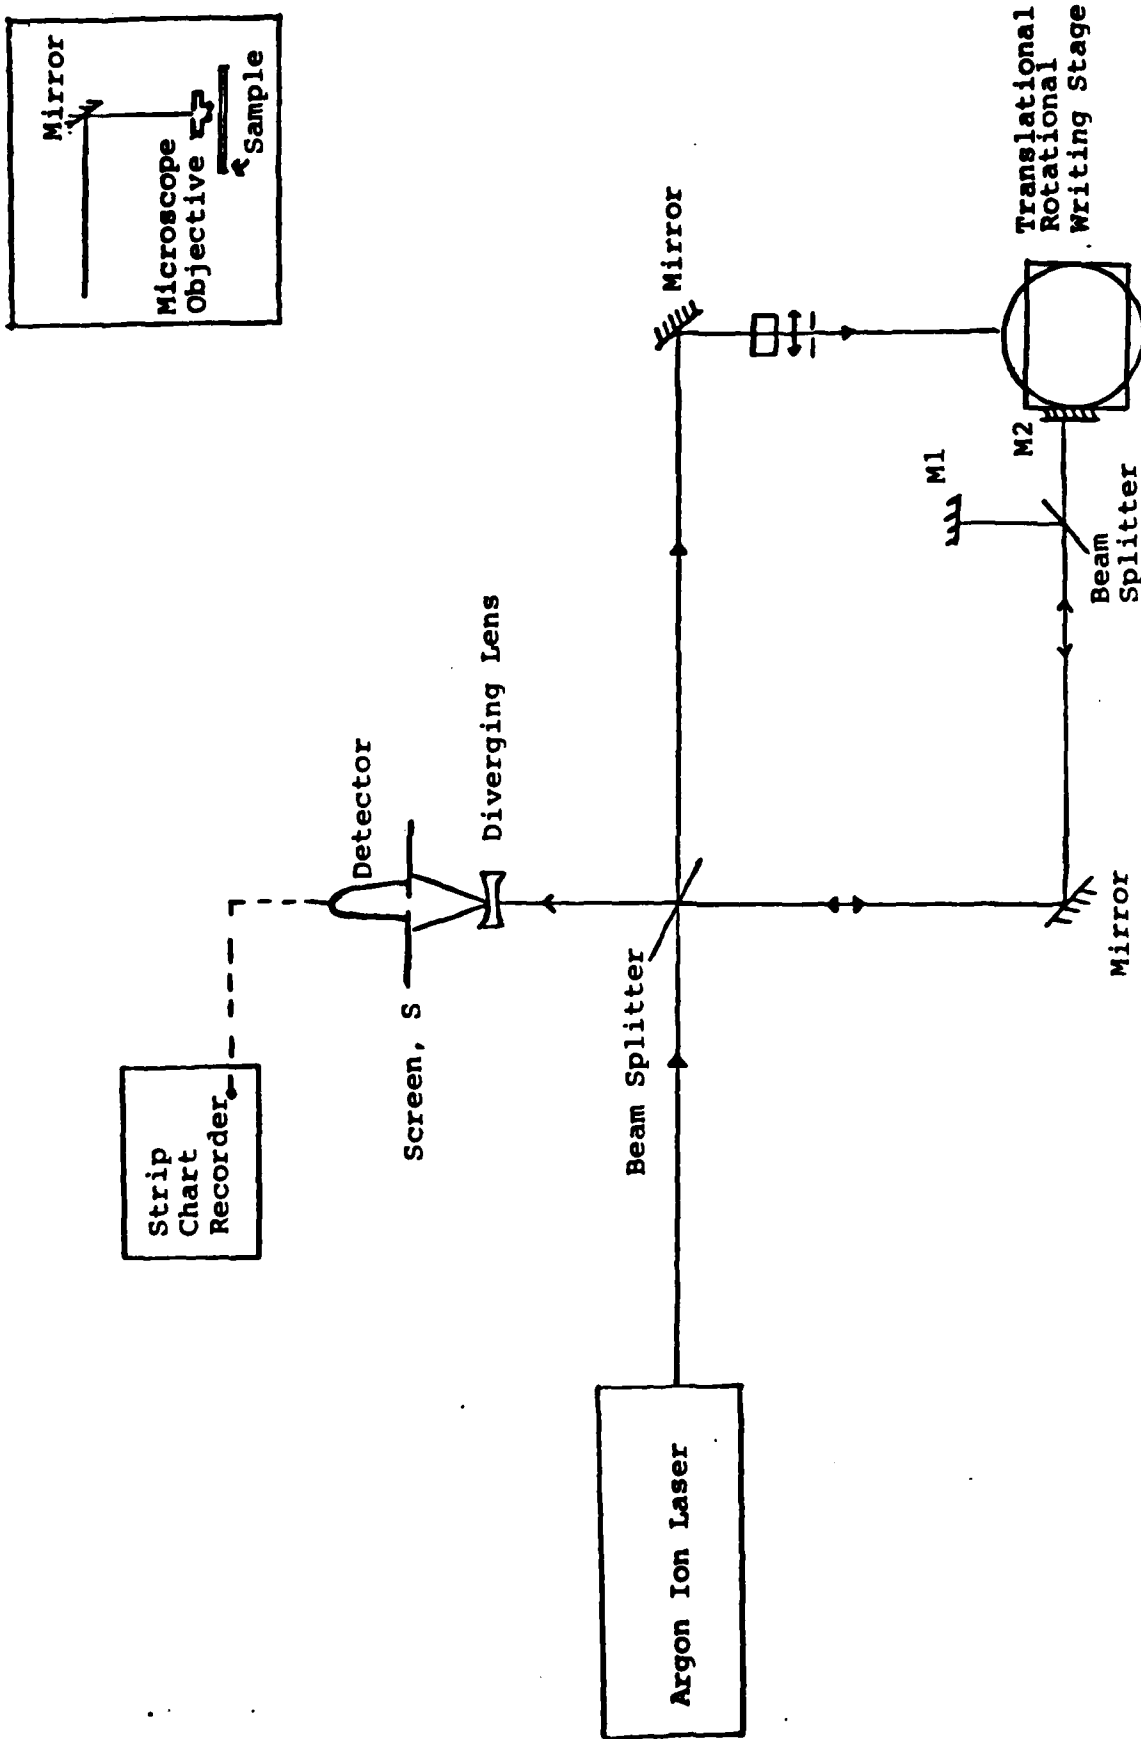 Mirror
Microscope
Objective
Sample
Strip
Chart
Recorder
Detector
Screen, S
Diverging Lens
Mirror
Beam Splitter
Argon Ion Laser
M1
M2
Translational
Rotational
Writing Stage
Beam
Splitter
Mirror